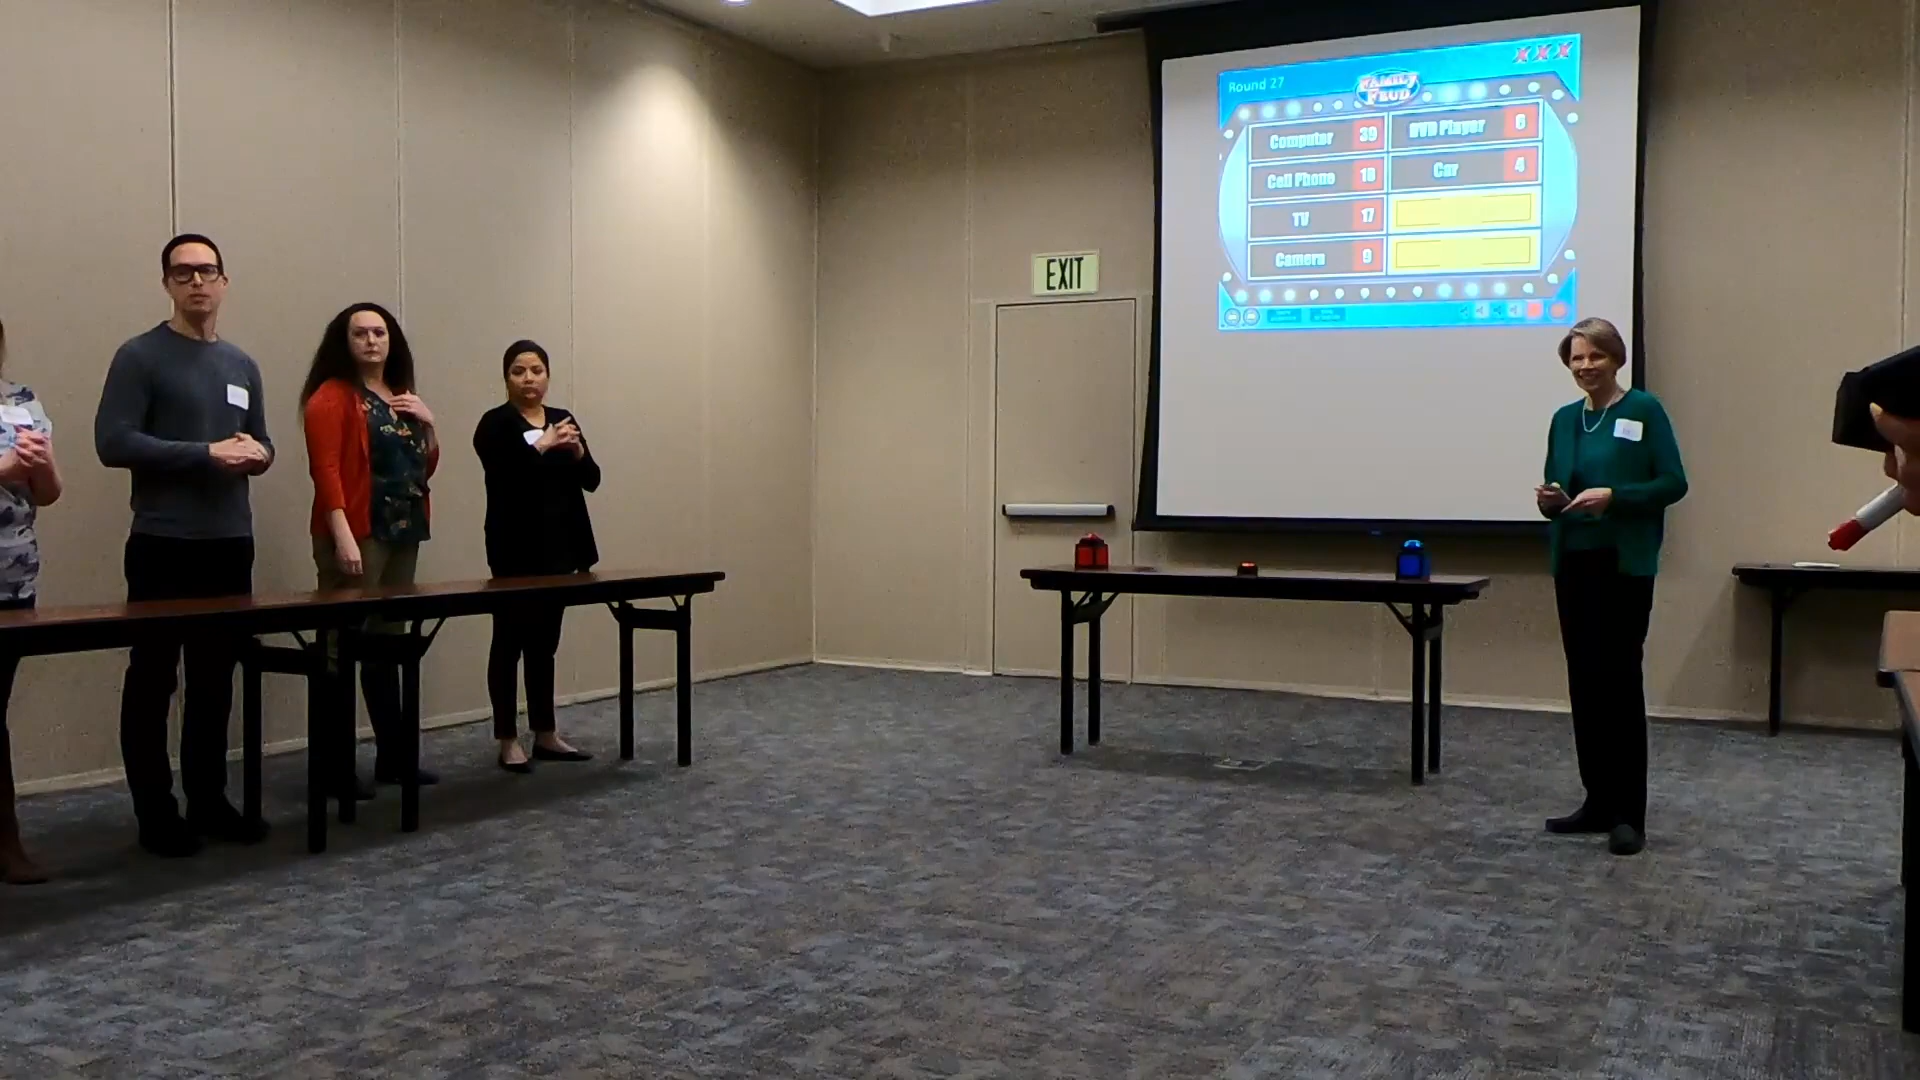 Round 27
FAMILY
FEUD
Computer 39
DVD Player 6
Cell Phone 18
Car 4
TV 17
Camera 9
EXIT